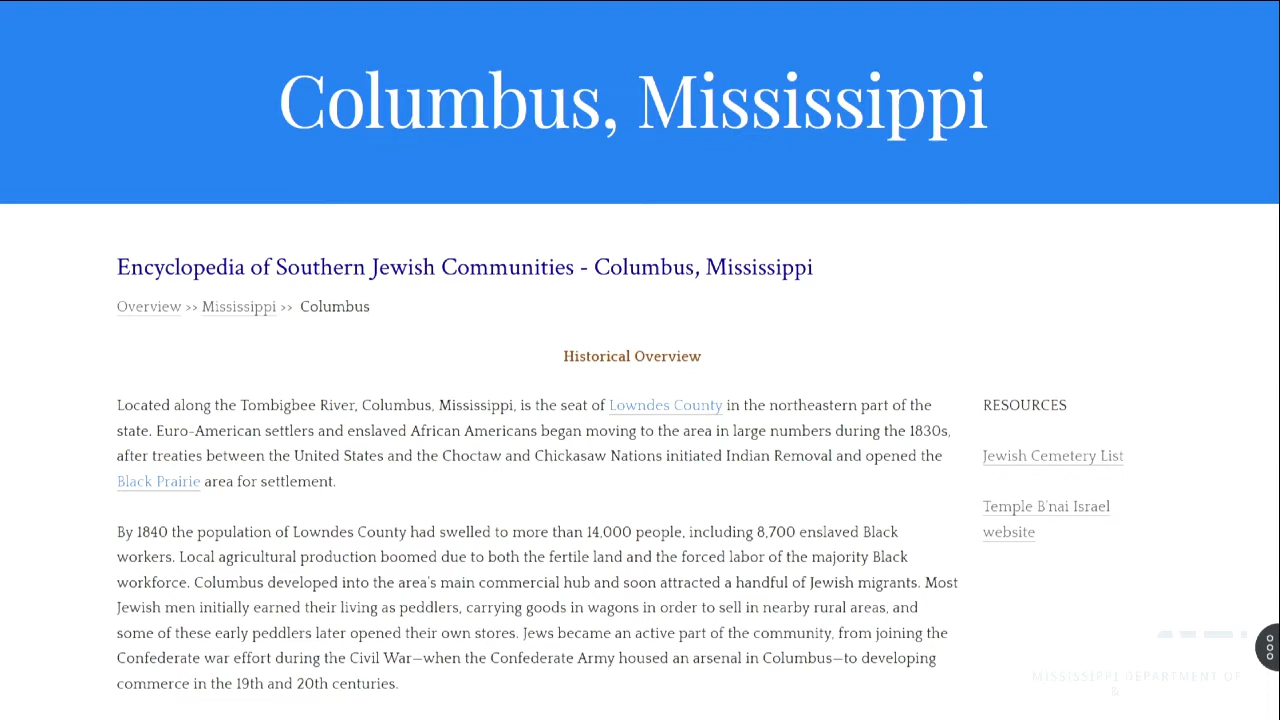 Columbus, Mississippi
Encyclopedia of Southern Jewish Communities - Columbus, Mississippi
Overview >> Mississippi >> Columbus
Historical Overview
Located along the Tombigbee River, Columbus, Mississippi, is the seat of Lowndes County in the northeastern part of the
state. Euro-American settlers and enslaved African Americans began moving to the area in large numbers during the 1830s,
after treaties between the United States and the Choctaw and Chickasaw Nations initiated Indian Removal and opened the
Black Prairie area for settlement.
By 1840 the population of Lowndes County had swelled to more than 14,000 people, including 8,700 enslaved Black
workers. Local agricultural production boomed due to both the fertile land and the forced labor of the majority Black
workforce. Columbus developed into the area's main commercial hub and soon attracted a handful of Jewish migrants. Most
Jewish men initially earned their living as peddlers, carrying goods in wagons in order to sell in nearby rural areas, and
some of these early peddlers later opened their own stores. Jews became an active part of the community, from joining the
Confederate war effort during the Civil War—when the Confederate Army housed an arsenal in Columbus—to developing
commerce in the 19th and 20th centuries.
RESOURCES
Jewish Cemetery List
Temple B'nai Israel
website
MISSISSIPPI DEPARTMENT OF
&